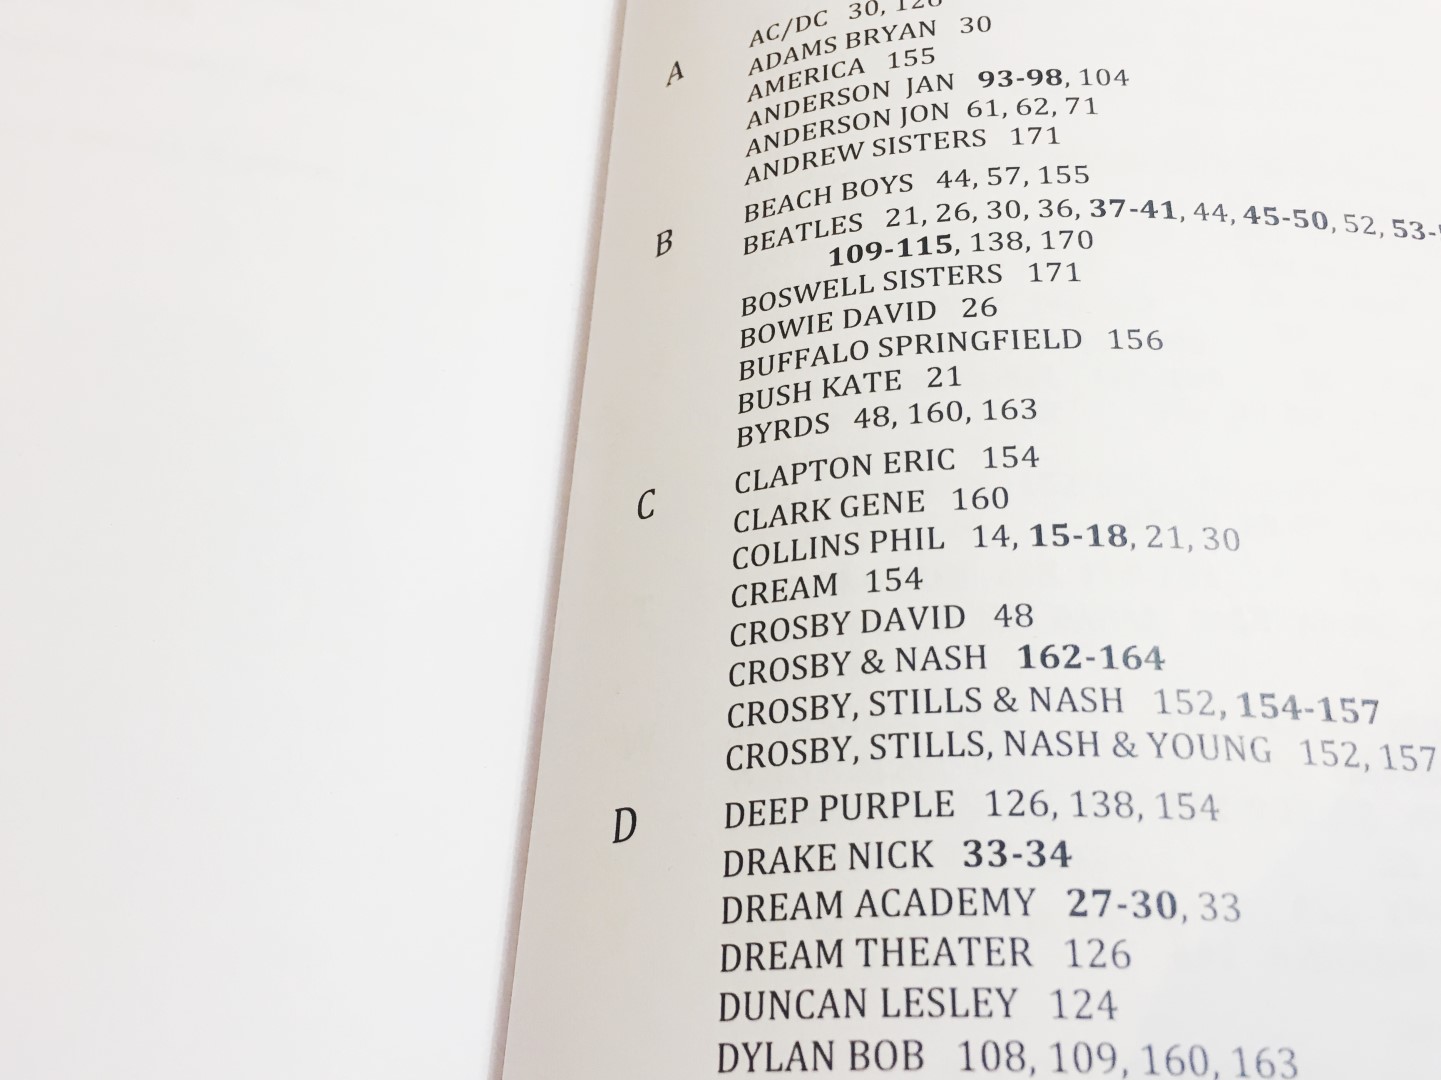 AC/DC 30, 126
A
ADAMS BRYAN 30
AMERICA 155
ANDERSON JAN 93-98, 104
ANDERSON JON 61, 62, 71
ANDREW SISTERS 171
B
BEACH BOYS 44, 57, 155
BEATLES 21, 26, 30, 36, 37-41, 44, 45-50, 52, 53-
109-115, 138, 170
BOSWELL SISTERS 171
BOWIE DAVID 26
BUFFALO SPRINGFIELD 156
BUSH KATE 21
BYRDS 48, 160, 163
C
CLAPTON ERIC 154
CLARK GENE 160
COLLINS PHIL 14, 15-18, 21, 30
CREAM 154
CROSBY DAVID 48
CROSBY & NASH 162-164
CROSBY, STILLS & NASH 152, 154-157
CROSBY, STILLS, NASH & YOUNG 152, 157
D
DEEP PURPLE 126, 138, 154
DRAKE NICK 33-34
DREAM ACADEMY 27-30, 33
DREAM THEATER 126
DUNCAN LESLEY 124
DYLAN BOB 108, 109, 160, 163